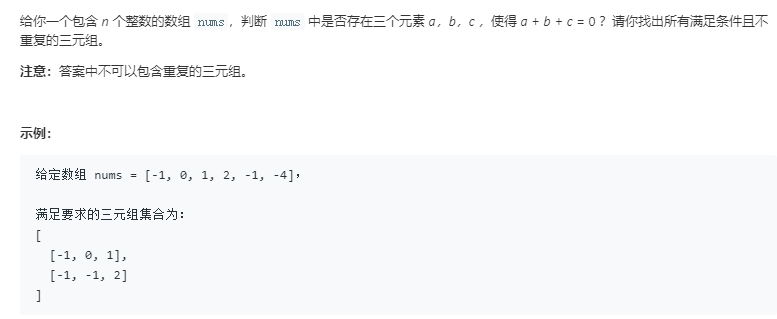 给你一个包含 n 个整数的数组 nums，判断 nums 中是否存在三个元素 a，b，c ，使得 a + b + c = 0 ？请你找出所有满足条件且不
重复的三元组。
注意：答案中不可以包含重复的三元组。
示例：
给定数组 nums = [-1, 0, 1, 2, -1, -4]，
满足要求的三元组集合为：
[
[-1, 0, 1],
[-1, -1, 2]
]